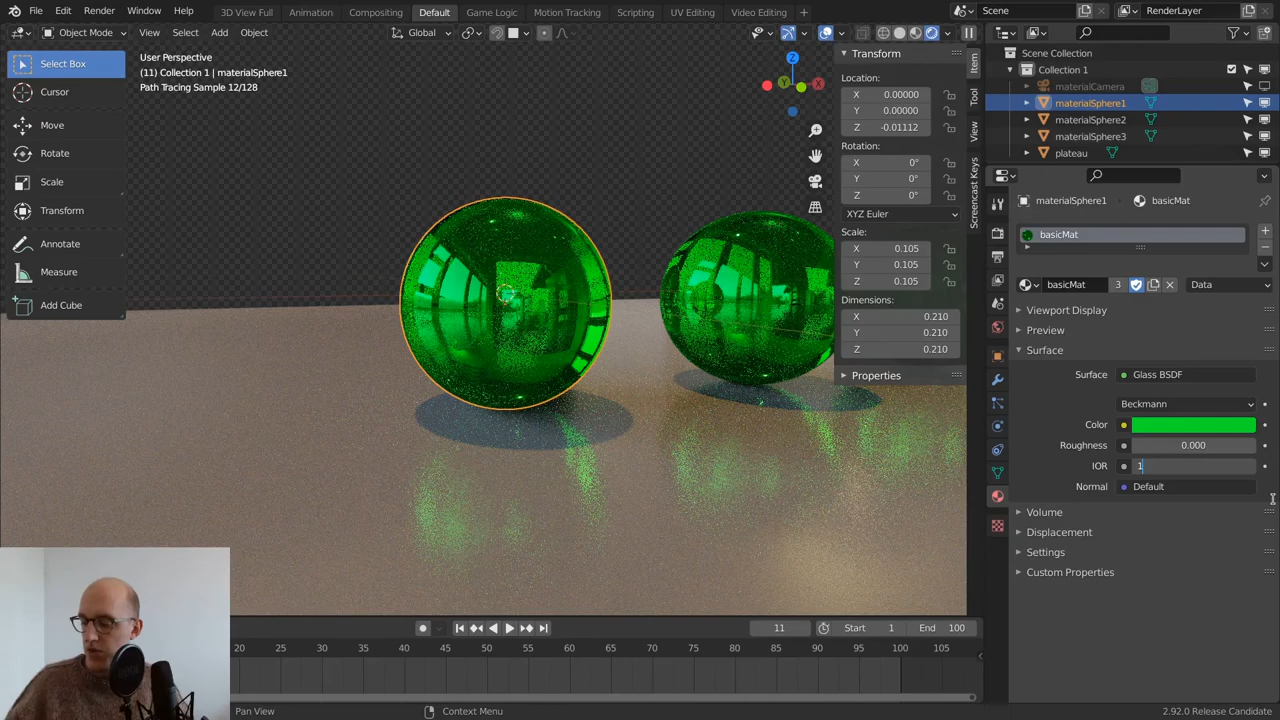 File Edit Render Window Help 3D View Full Animation Compositing Default Game Logic Motion Tracking Scripting UV Editing Video Editing + Scene RenderLayer
Object Mode View Select Add Object Global
Select Box
Cursor
Move
Rotate
Scale
Transform
Annotate
Measure
Add Cube
User Perspective
(11) Collection 1 | materialSphere1
Path Tracing Sample 12/128
Z
X
Y
Transform
Location:
X 0.00000
Y 0.00000
Z -0.01112
Rotation:
X 0°
Y 0°
Z 0°
XYZ Euler
Scale:
X 0.105
Y 0.105
Z 0.105
Dimensions:
X 0.210
Y 0.210
Z 0.210
Properties
Item
Tool
View
Screencast Keys
Scene Collection
Collection 1
materialCamera
materialSphere1
materialSphere2
materialSphere3
plateau
materialSphere1 basicMat
basicMat
basicMat 3 Data
Viewport Display
Preview
Surface
Surface Glass BSDF
Beckmann
Color
Roughness 0.000
IOR 1
Normal Default
Volume
Displacement
Settings
Custom Properties
11 Start 1 End 100
20 25 30 35 40 45 50 55 60 65 70 75 80 85 90 95 100 105
Pan View Context Menu 2.92.0 Release Candidate